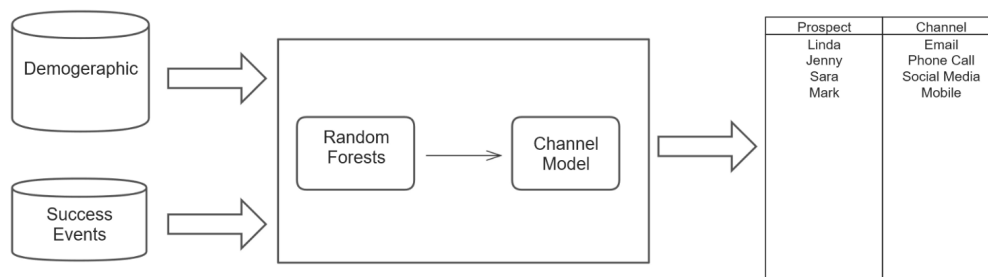 Demogeraphic
Success
Events
Random
Forests
Channel
Model
Prospect Channel
Linda Email
Jenny Phone Call
Sara Social Media
Mark Mobile